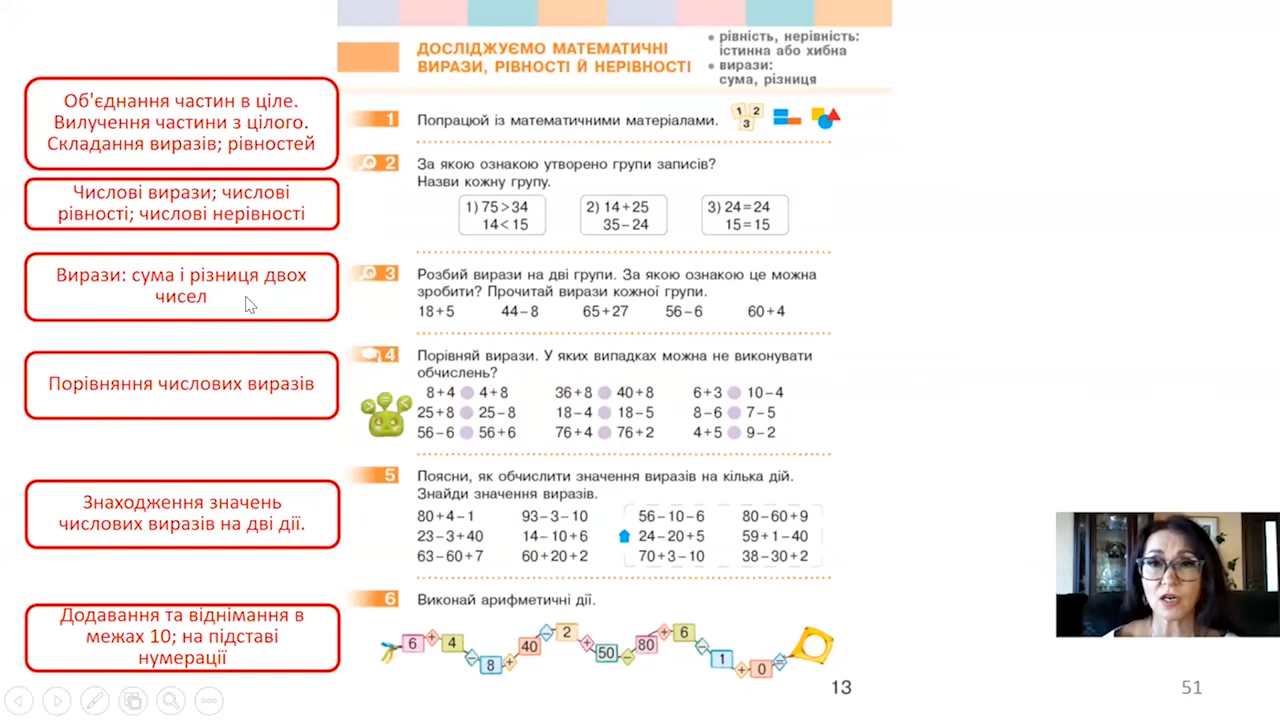 ДОСЛІДЖУЄМО МАТЕМАТИЧНІ
ВИРАЗИ, РІВНОСТІ Й НЕРІВНОСТІ
• рівність, нерівність:
істинна або хибна
• вирази:
сума, різниця
Об'єднання частин в ціле.
Вилучення частини з цілого.
Складання виразів; рівностей
1 Попрацюй із математичними матеріалами. 1 2
3
Числові вирази; числові
рівності; числові нерівності
2 За якою ознакою утворено групи записів?
Назви кожну групу.
1) 75>34 2) 14+25 3) 24=24
14<15 35−24 15=15
Вирази: сума і різниця двох
чисел
3 Розбий вирази на дві групи. За якою ознакою це можна
зробити? Прочитай вирази кожної групи.
18+5 44−8 65+27 56−6 60+4
Порівняння числових виразів
4 Порівняй вирази. У яких випадках можна не виконувати
обчислень?
> = <
8+4 4+8 36+8 40+8 6+3 10−4
25+8 25−8 18−4 18−5 8−6 7−5
56−6 56+6 76+4 76+2 4+5 9−2
Знаходження значень
числових виразів на дві дії.
5 Поясни, як обчислити значення виразів на кілька дій.
Знайди значення виразів.
80+4−1 93−3−10 56−10−6 80−60+9
23−3+40 14−10+6 24−20+5 59+1−40
63−60+7 60+20+2 70+3−10 38−30+2
Додавання та віднімання в
межах 10; на підставі
нумерації
6 Виконай арифметичні дії.
6 + 4 − 8 + 40 − 2 + 50 − 80 + 6 − 1 + 0 =
13
51